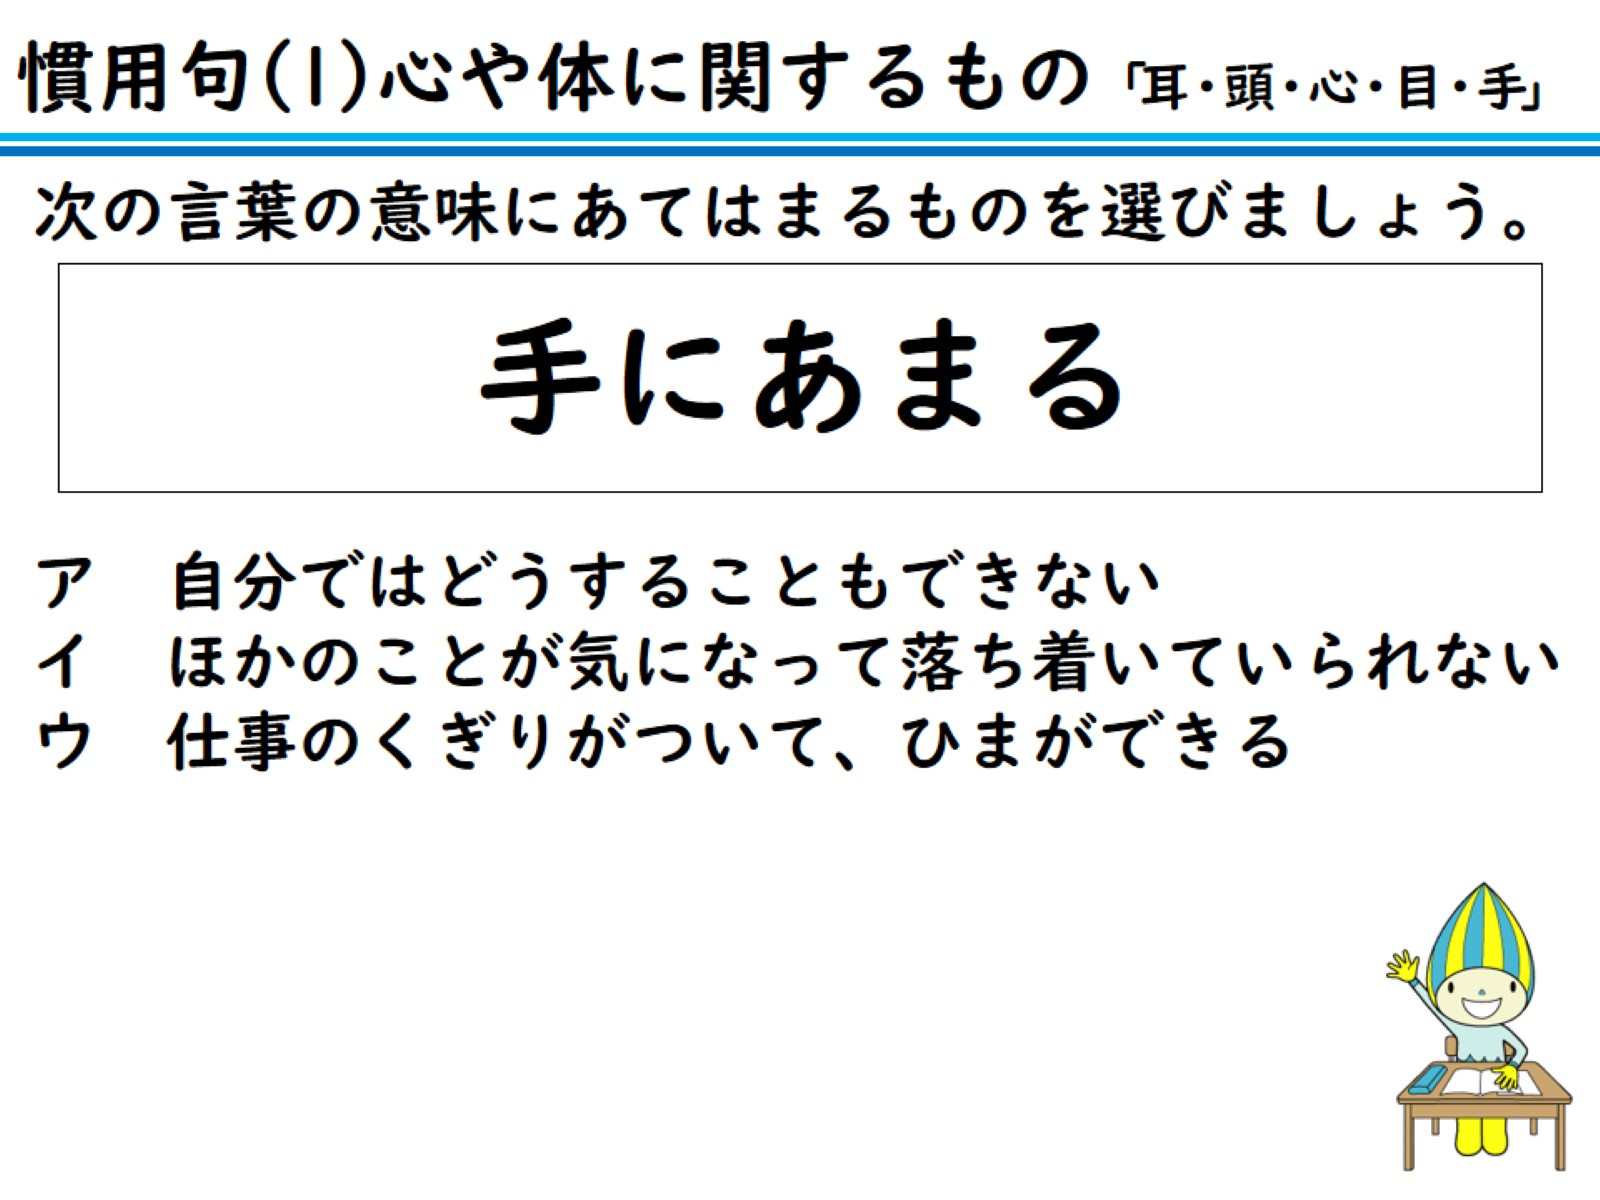 慣用句(1)心や体に関するもの「耳・頭・心・目・手」
次の言葉の意味にあてはまるものを選びましょう。
手にあまる
ア　自分ではどうすることもできない
イ　ほかのことが気になって落ち着いていられない
ウ　仕事のくぎりがついて、ひまができる